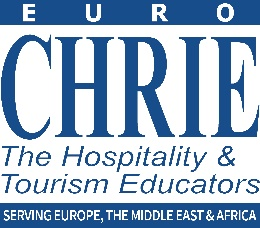 EURO
CHRIE
The Hospitality &
Tourism Educators
SERVING EUROPE, THE MIDDLE EAST & AFRICA